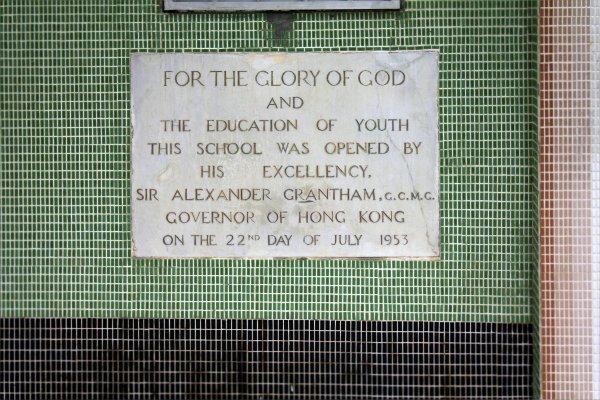 FOR THE GLORY OF GOD
AND
THE EDUCATION OF YOUTH
THIS SCHOOL WAS OPENED BY
HIS EXCELLENCY,
SIR ALEXANDER GRANTHAM, G.C.M.G.
GOVERNOR OF HONG KONG
ON THE 22ND DAY OF JULY 1953